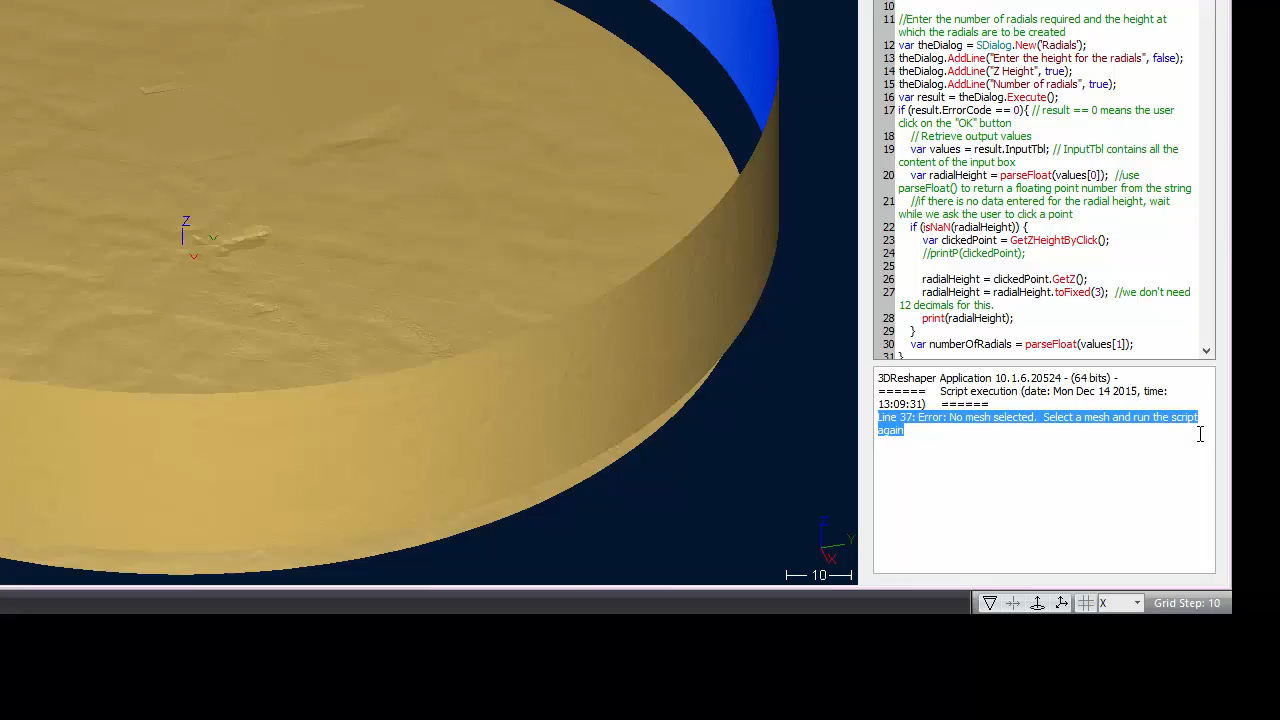 10
11 //Enter the number of radials required and the height at
which the radials are to be created
12 var theDialog = SDialog.New('Radials');
13 theDialog.AddLine("Enter the height for the radials", false);
14 theDialog.AddLine("Z Height", true);
15 theDialog.AddLine("Number of radials", true);
16 var result = theDialog.Execute();
17 if (result.ErrorCode == 0){ // result == 0 means the user
click on the "OK" button
18 // Retrieve output values
19 var values = result.InputTbl; // InputTbl contains all the
content of the input box
20 var radialHeight = parseFloat(values[0]); //use
parseFloat() to return a floating point number from the string
21 //if there is no data entered for the radial height, wait
while we ask the user to click a point
22 if (isNaN(radialHeight)) {
23 var clickedPoint = GetZHeightByClick();
24 //printP(clickedPoint);
25
26 radialHeight = clickedPoint.GetZ();
27 radialHeight = radialHeight.toFixed(3); //we don't need
12 decimals for this.
28 print(radialHeight);
29 }
30 var numberOfRadials = parseFloat(values[1]);
31 }
3DReshaper Application 10.1.6.20524 - (64 bits) -
====== Script execution (date: Mon Dec 14 2015, time:
13:09:31) ======
Line 37: Error: No mesh selected. Select a mesh and run the script
again
Z
Z
Y
X
10
X
Grid Step: 10